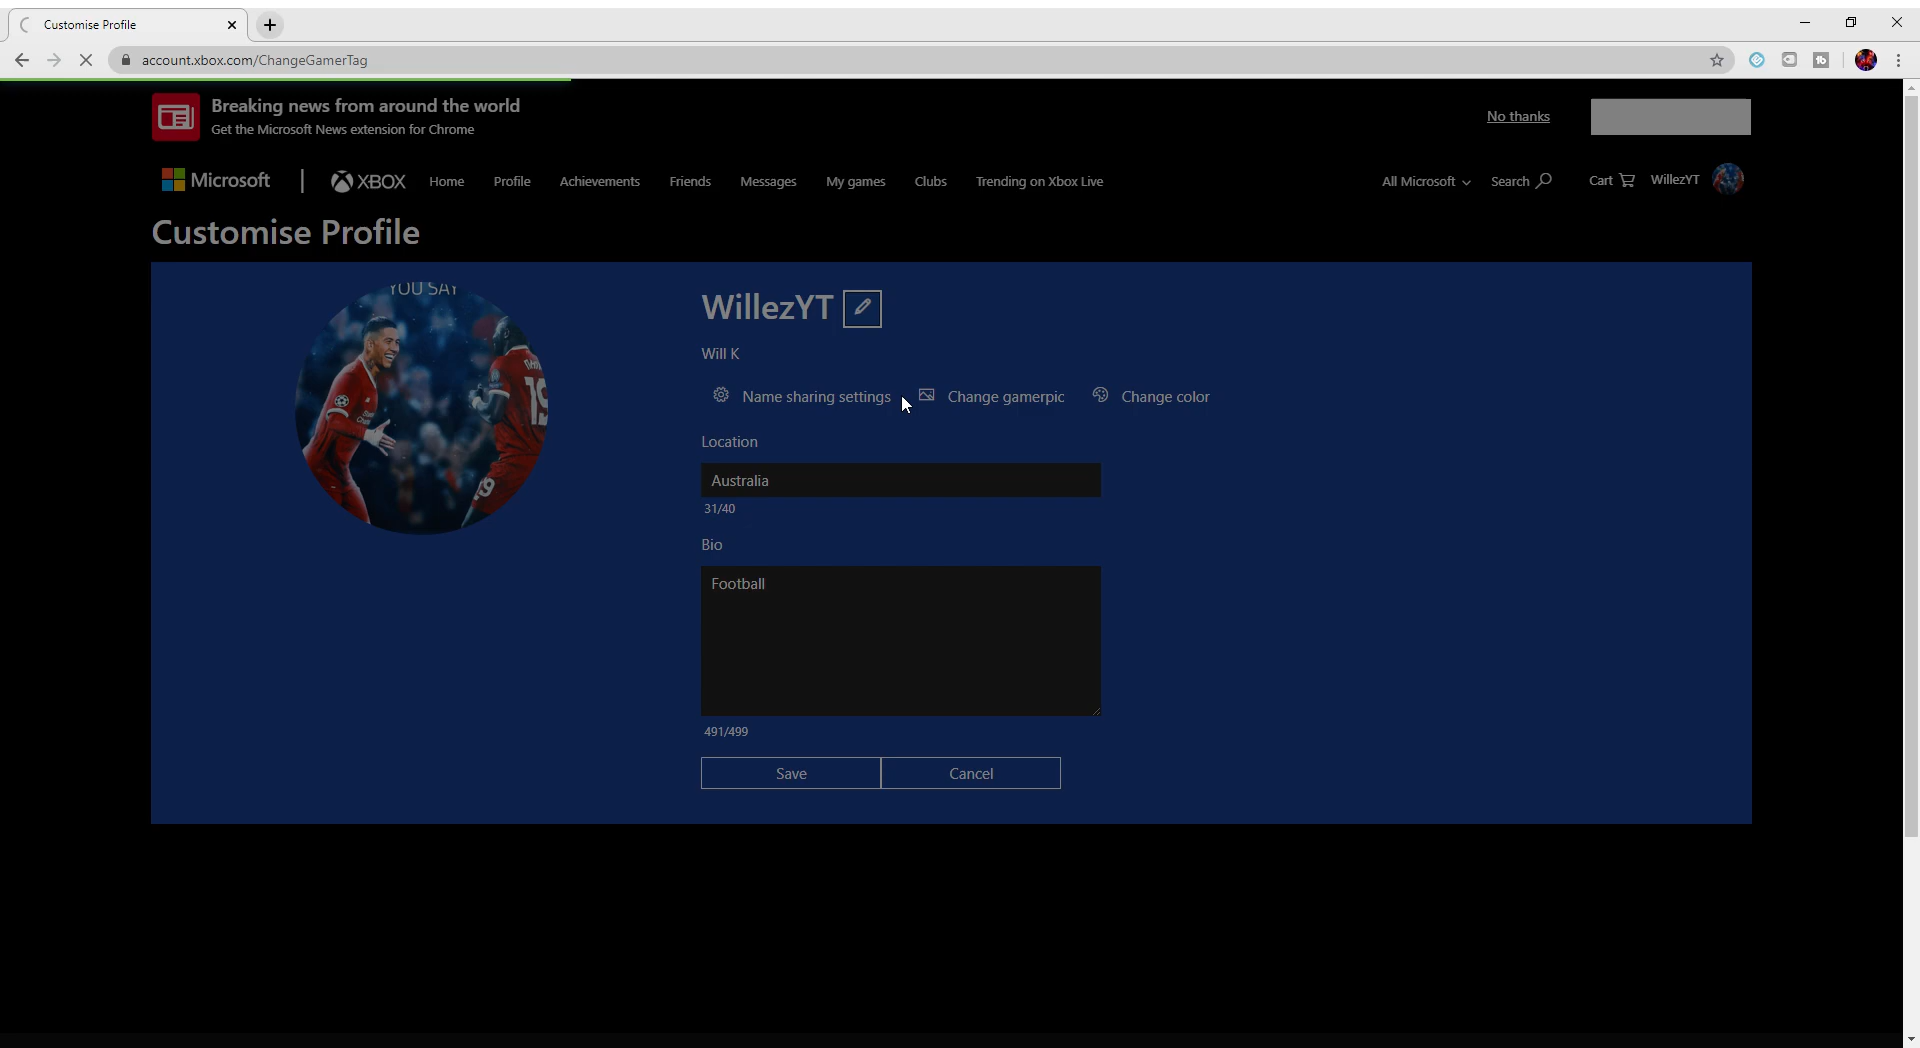 Customise Profile
account.xbox.com/ChangeGamerTag
Breaking news from around the world
Get the Microsoft News extension for Chrome
No thanks
Microsoft | XBOX Home Profile Achievements Friends Messages My games Clubs Trending on Xbox Live All Microsoft Search Cart WillezYT
Customise Profile
YOU SAY
WillezYT
Will K
Name sharing settings Change gamerpic Change color
Location
Australia
31/40
Bio
Football
491/499
Save Cancel
19
19